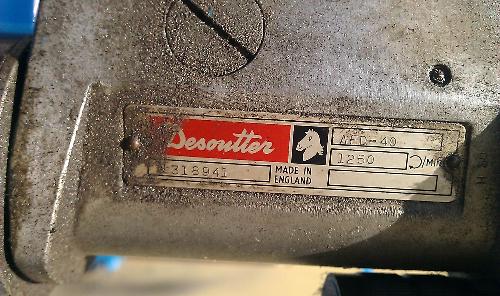 Desoutter
AFD-40
1250
/MIN
318941
MADE IN
ENGLAND